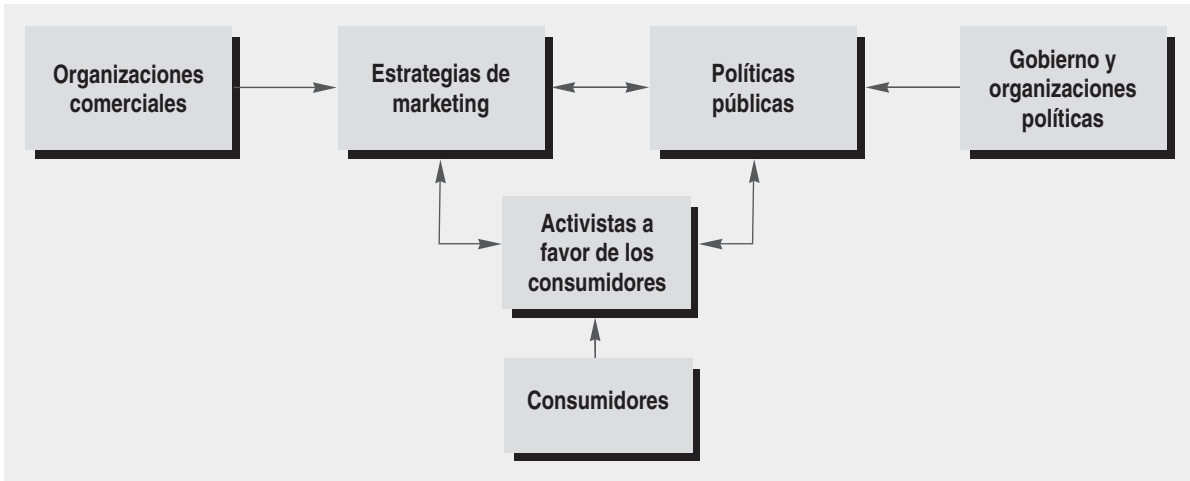 Organizaciones
comerciales
Estrategias de
marketing
Políticas
públicas
Gobierno y
organizaciones
políticas
Activistas a
favor de los
consumidores
Consumidores